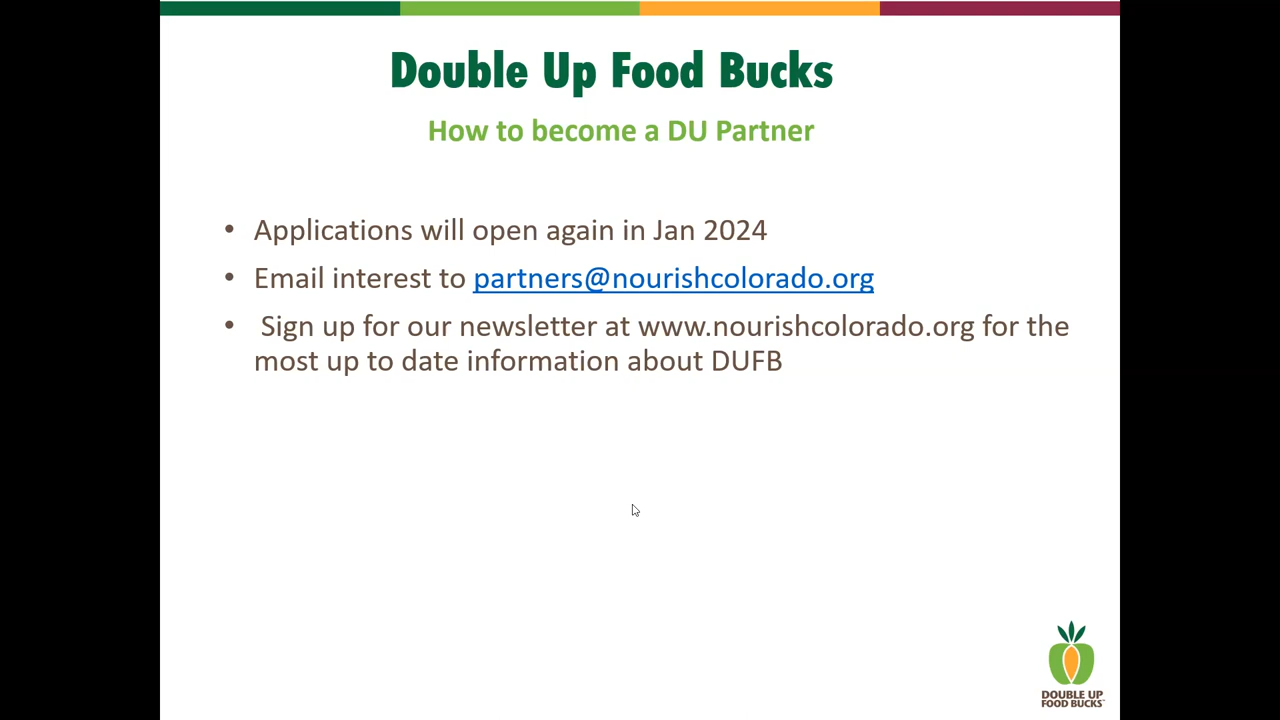 Double Up Food Bucks
How to become a DU Partner
• Applications will open again in Jan 2024
• Email interest to partners@nourishcolorado.org
• Sign up for our newsletter at www.nourishcolorado.org for the
most up to date information about DUFB
DOUBLE UP
FOOD BUCKS™